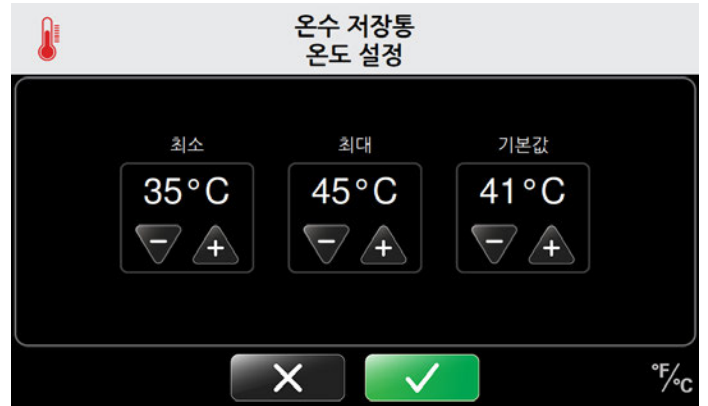 온수 저장통
온도 설정
최소 최대 기본값
35°C 45°C 41°C
− + − + − +
°F/°C